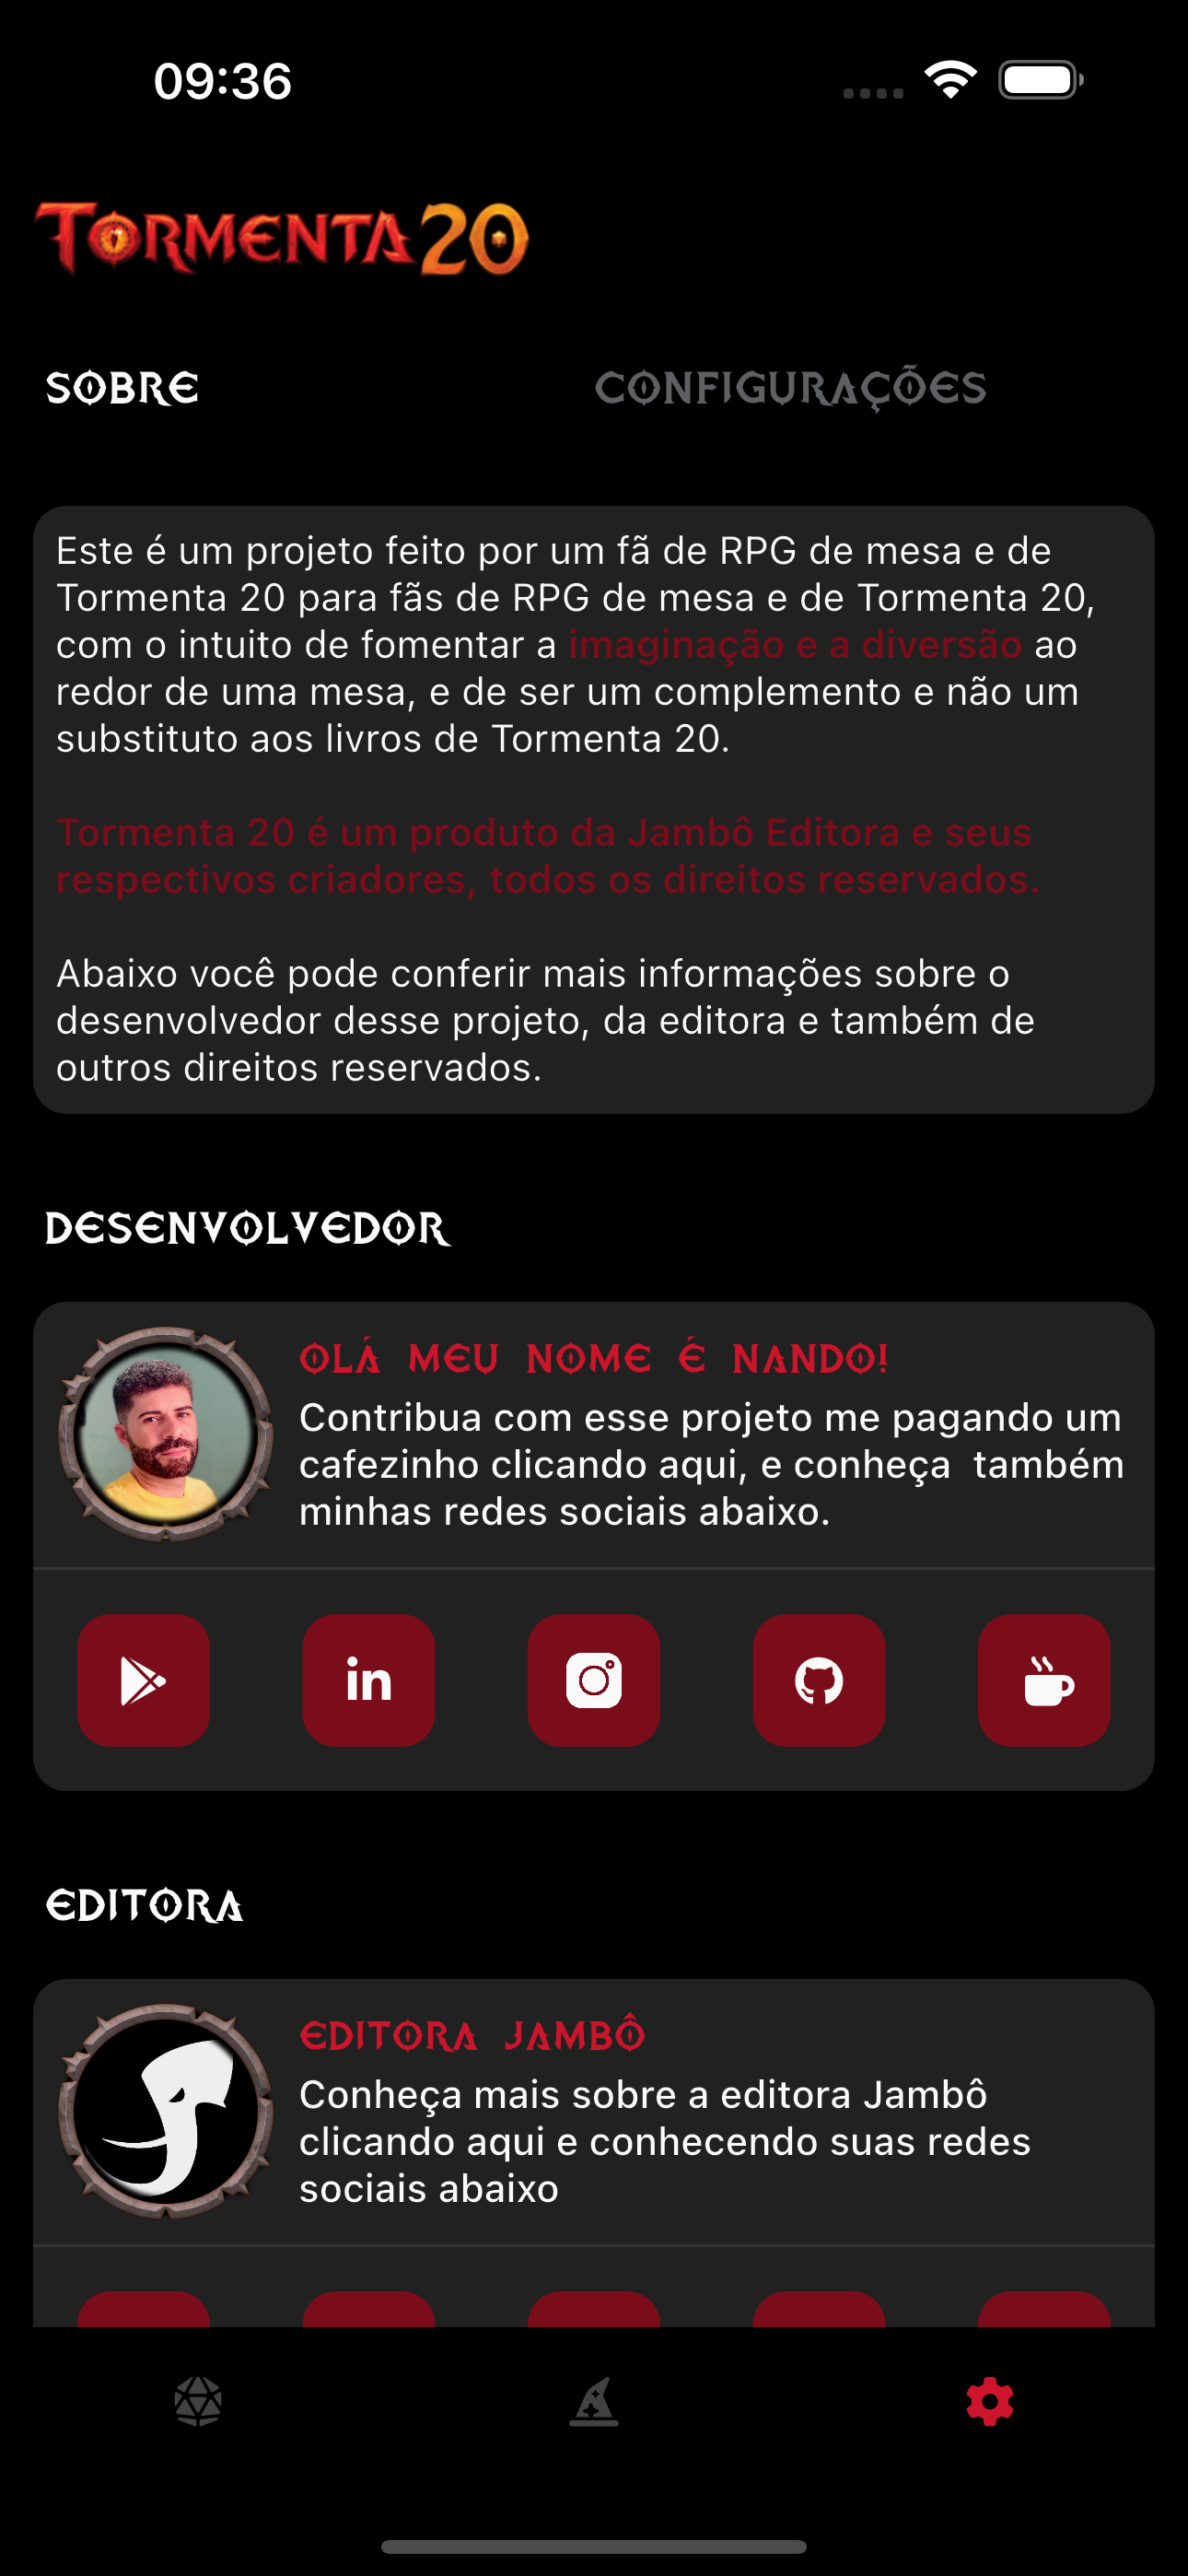 09:36
TORMENTA20
SOBRE
CONFIGURAÇÕES
Este é um projeto feito por um fã de RPG de mesa e de
Tormenta 20 para fãs de RPG de mesa e de Tormenta 20,
com o intuito de fomentar a imaginação e a diversão ao
redor de uma mesa, e de ser um complemento e não um
substituto aos livros de Tormenta 20.
Tormenta 20 é um produto da Jambô Editora e seus
respectivos criadores, todos os direitos reservados.
Abaixo você pode conferir mais informações sobre o
desenvolvedor desse projeto, da editora e também de
outros direitos reservados.
DESENVOLVEDOR
OLÁ MEU NOME É NANDO!
Contribua com esse projeto me pagando um
cafezinho clicando aqui, e conheça  também
minhas redes sociais abaixo.
in
EDITORA
EDITORA JAMBÔ
Conheça mais sobre a editora Jambô
clicando aqui e conhecendo suas redes
sociais abaixo